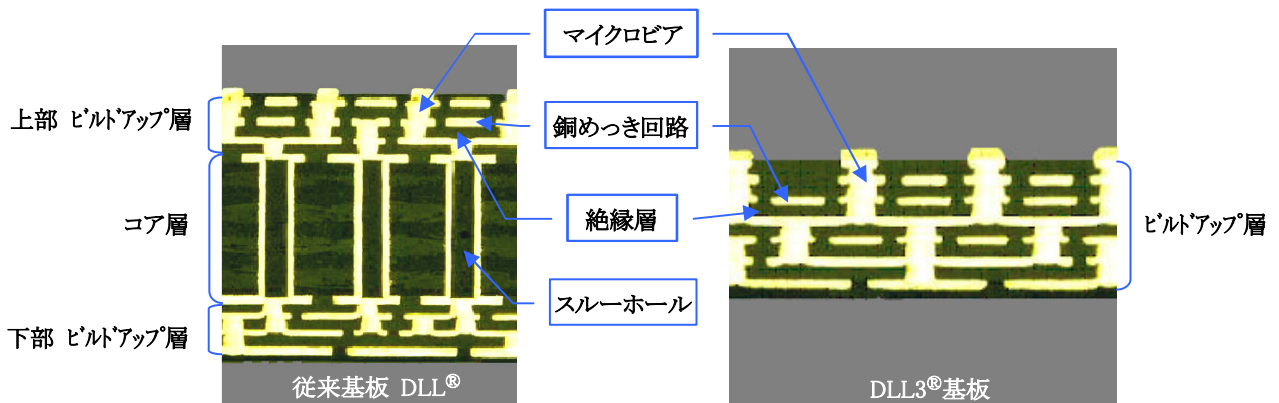 マイクロビア
上部 ビルドアップ層
銅めっき回路
コア層
絶縁層
ビルドアップ層
スルーホール
下部 ビルドアップ層
従来基板 DLL®
DLL3®基板